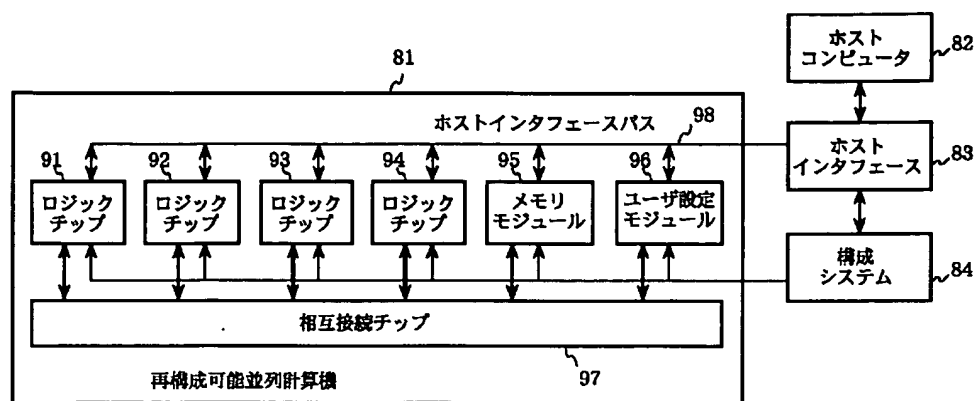 81
ホスト
コンピュータ
82
ホストインタフェースパス
98
ホスト
インタフェース
83
91
ロジック
チップ
92
ロジック
チップ
93
ロジック
チップ
94
ロジック
チップ
95
メモリ
モジュール
96
ユーザ設定
モジュール
構成
システム
84
相互接続チップ
97
再構成可能並列計算機